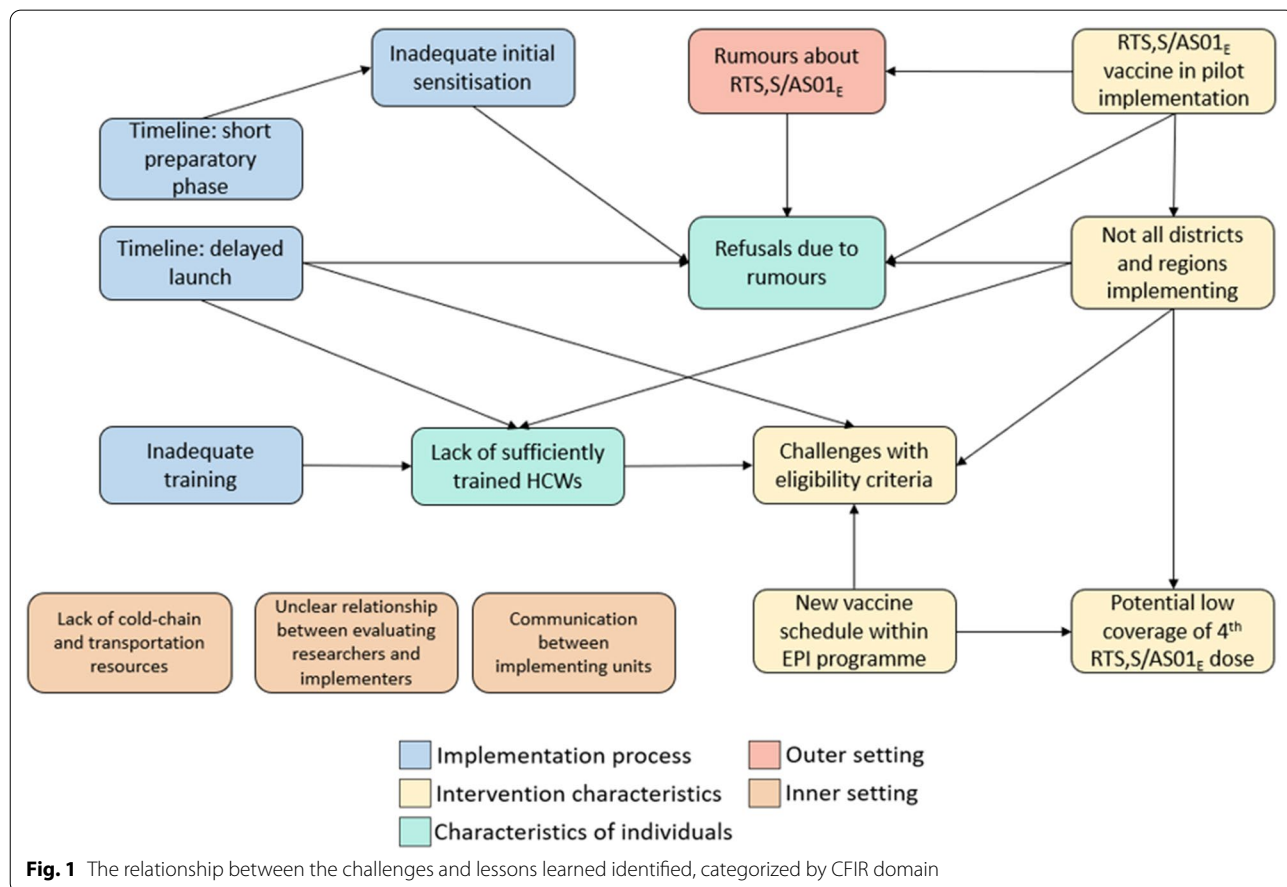 Inadequate initial
sensitisation
Rumours about
RTS,S/AS01E
RTS,S/AS01E
vaccine in pilot
implementation
Timeline: short
preparatory
phase
Timeline: delayed
launch
Refusals due to
rumours
Not all districts
and regions
implementing
Inadequate
training
Lack of sufficiently
trained HCWs
Challenges with
eligibility criteria
Lack of cold-chain
and transportation
resources
Unclear relationship
between evaluating
researchers and
implementers
Communication
between
implementing units
New vaccine
schedule within
EPI programme
Potential low
coverage of 4th
RTS,S/AS01E dose
Implementation process
Outer setting
Intervention characteristics
Inner setting
Characteristics of individuals
Fig. 1 The relationship between the challenges and lessons learned identified, categorized by CFIR domain